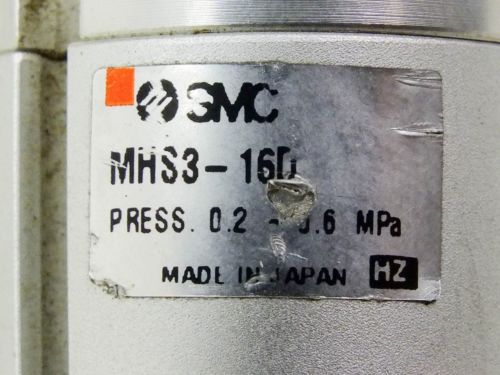 SMC
MHS3-16D
PRESS. 0.2 - 0.6 MPa
MADE IN JAPAN HZ